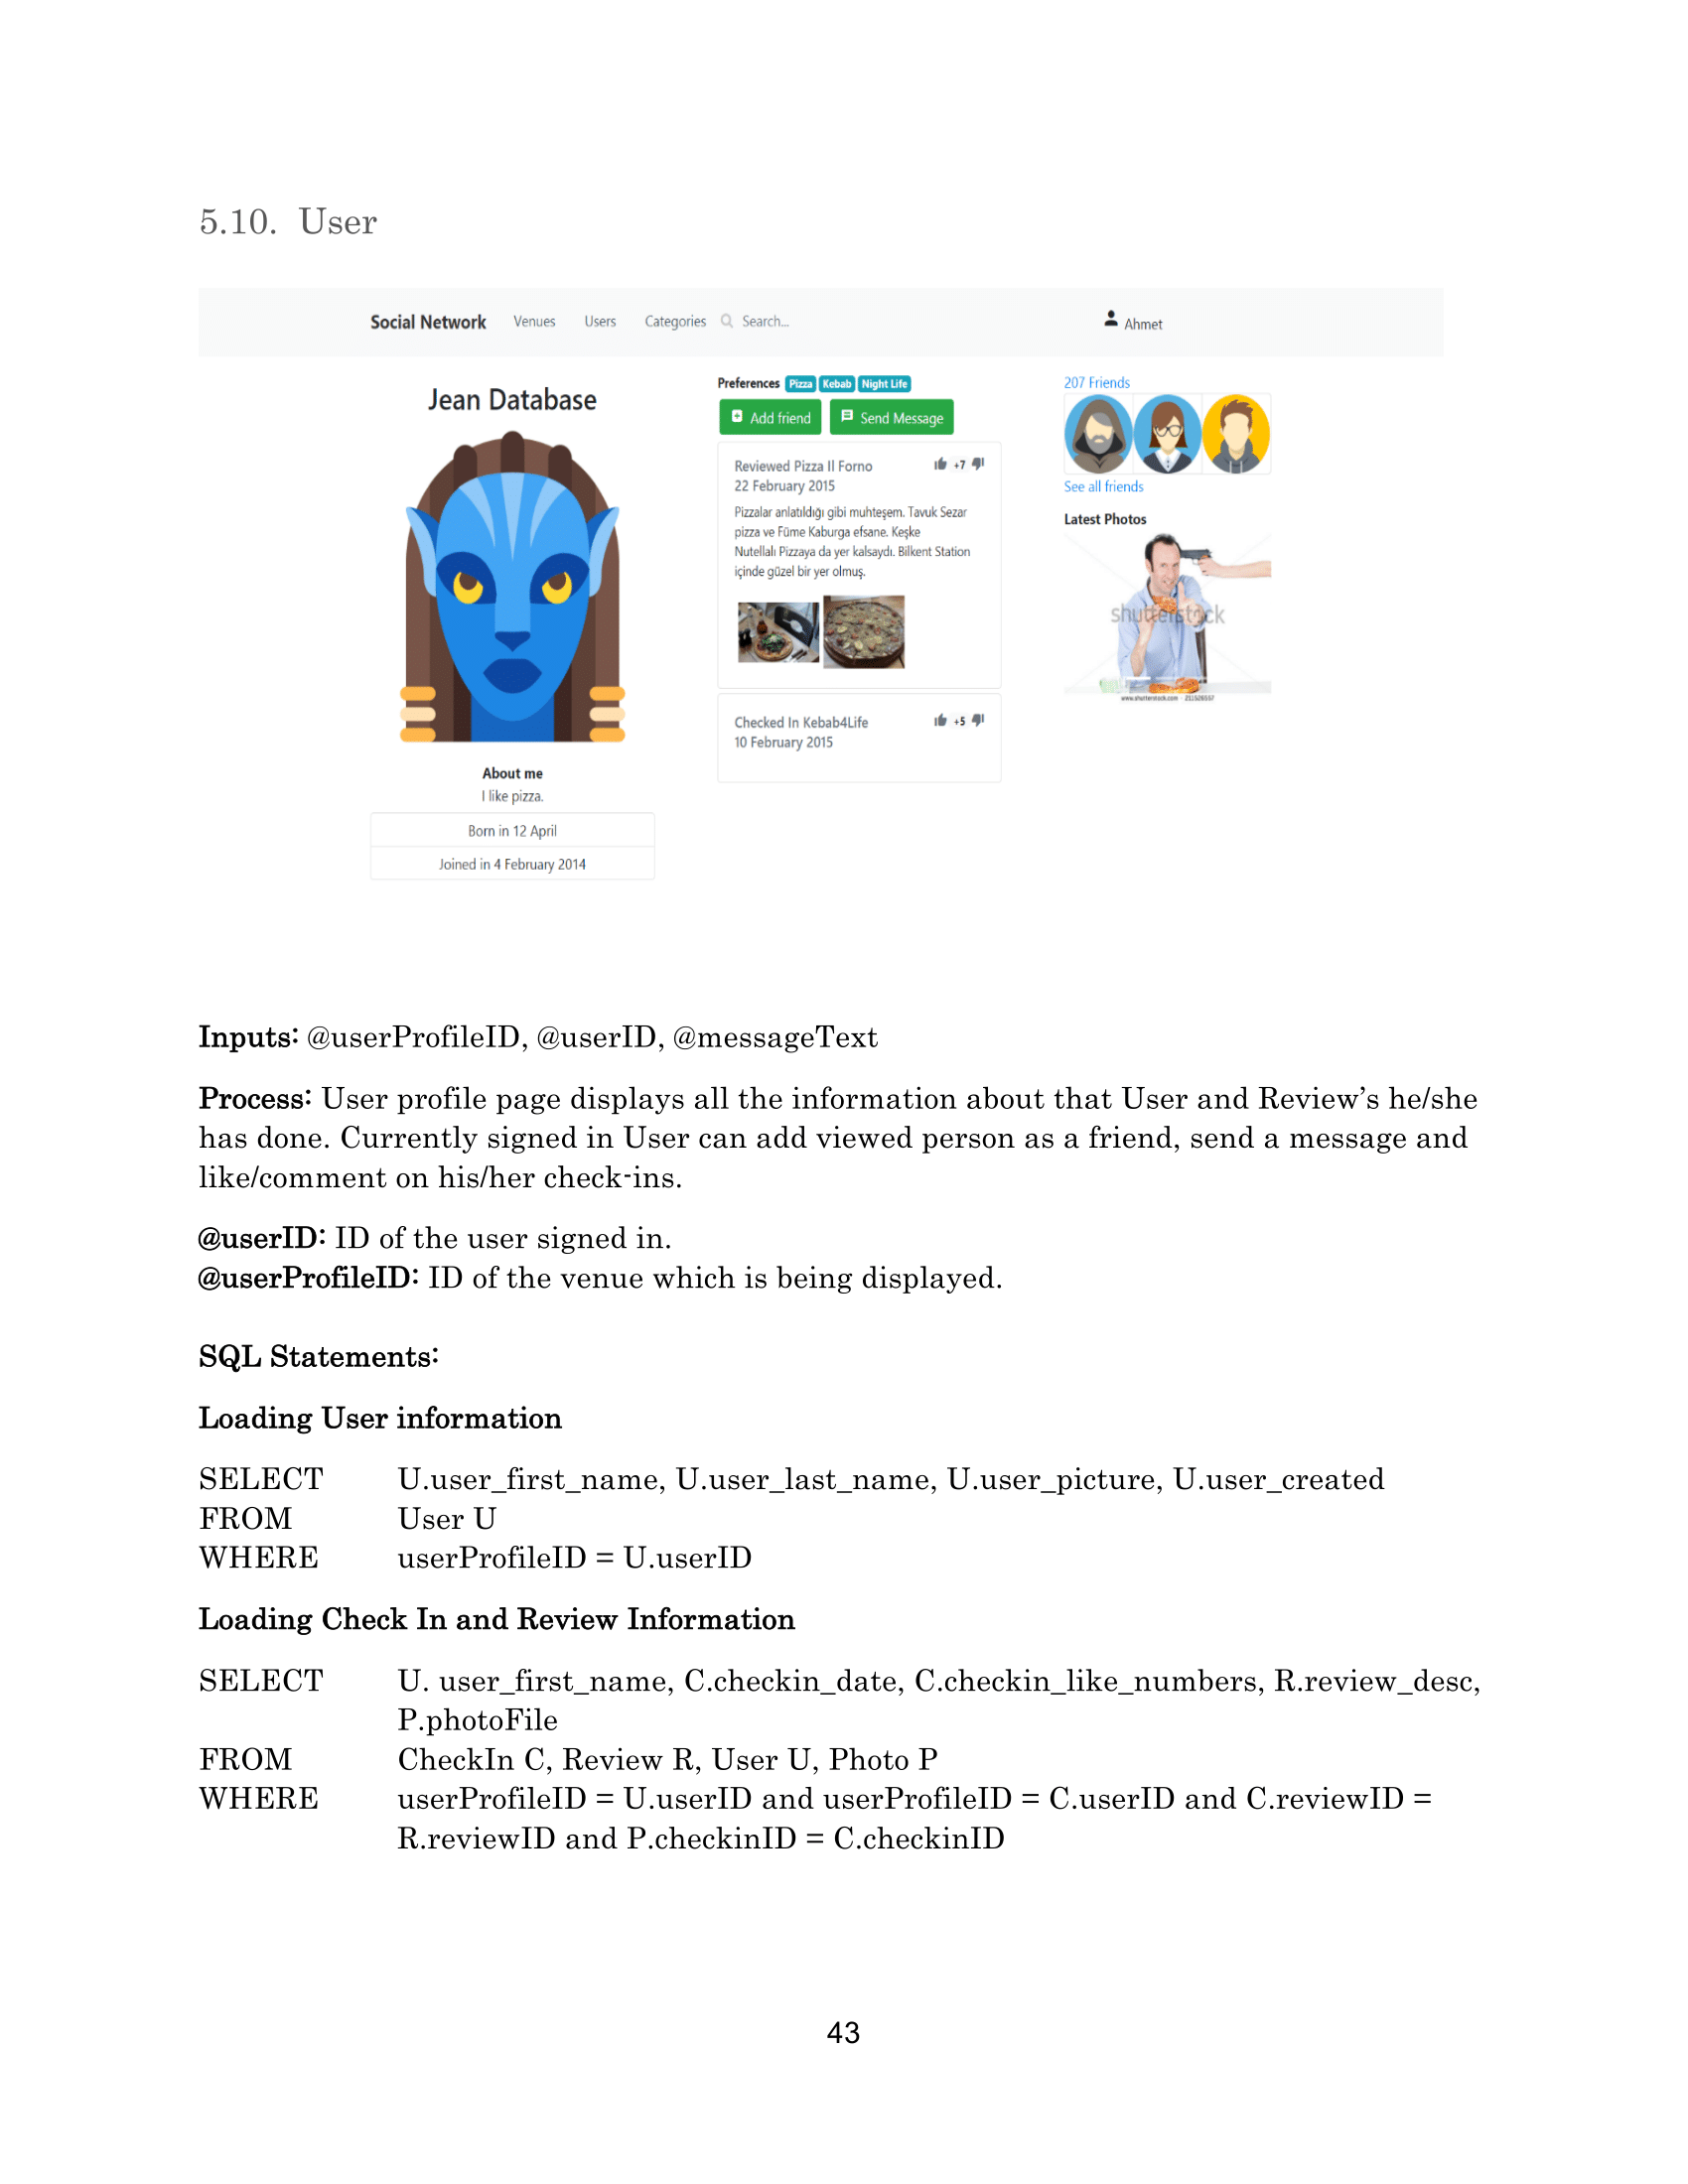 5.10. User
Social Network Venues Users Categories Search... Ahmet
Jean Database
About me
I like pizza.
Born in 12 April
Joined in 4 February 2014
Preferences Pizza Kebab Night Life
Add friend Send Message
Reviewed Pizza Il Forno +7
22 February 2015
Pizzalar anlatıldığı gibi muhteşem. Tavuk Sezar
pizza ve Füme Kaburga efsane. Keşke
Nutellalı Pizzaya da yer kalsaydı. Bilkent Station
içinde güzel bir yer olmuş.
Checked In Kebab4Life +5
10 February 2015
207 Friends
See all friends
Latest Photos
shutterstock
www.shutterstock.com
Inputs: @userProfileID, @userID, @messageText
Process: User profile page displays all the information about that User and Review’s he/she
has done. Currently signed in User can add viewed person as a friend, send a message and
like/comment on his/her check-ins.
@userID: ID of the user signed in.
@userProfileID: ID of the venue which is being displayed.
SQL Statements:
Loading User information
SELECT U.user_first_name, U.user_last_name, U.user_picture, U.user_created
FROM User U
WHERE userProfileID = U.userID
Loading Check In and Review Information
SELECT U. user_first_name, C.checkin_date, C.checkin_like_numbers, R.review_desc,
P.photoFile
FROM CheckIn C, Review R, User U, Photo P
WHERE userProfileID = U.userID and userProfileID = C.userID and C.reviewID =
R.reviewID and P.checkinID = C.checkinID
43